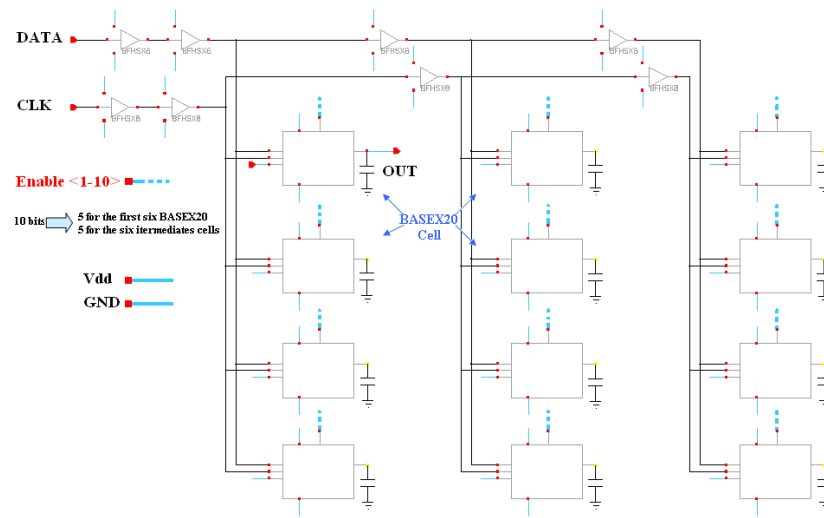 DATA
BFHSX8
BFHSX8
BFHSX8
BFHSX8
CLK
BFHSX8
BFHSX8
BFHSX8
BFHSX8
OUT
Enable <1-10>
10 bits
5 for the first six BASEX20
5 for the six itermediates cells
BASEX20
Cell
Vdd
GND